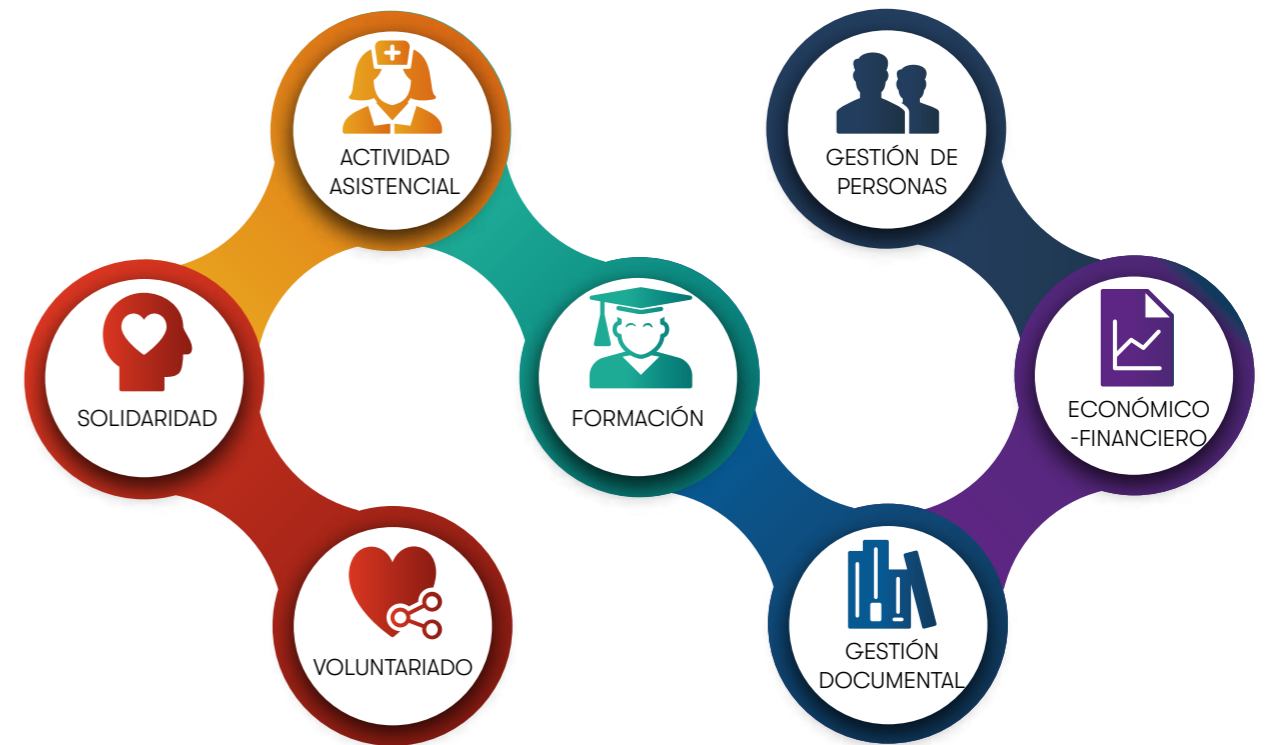 ACTIVIDAD
ASISTENCIAL
GESTIÓN DE
PERSONAS
SOLIDARIDAD
FORMACIÓN
ECONÓMICO
-FINANCIERO
VOLUNTARIADO
GESTIÓN
DOCUMENTAL